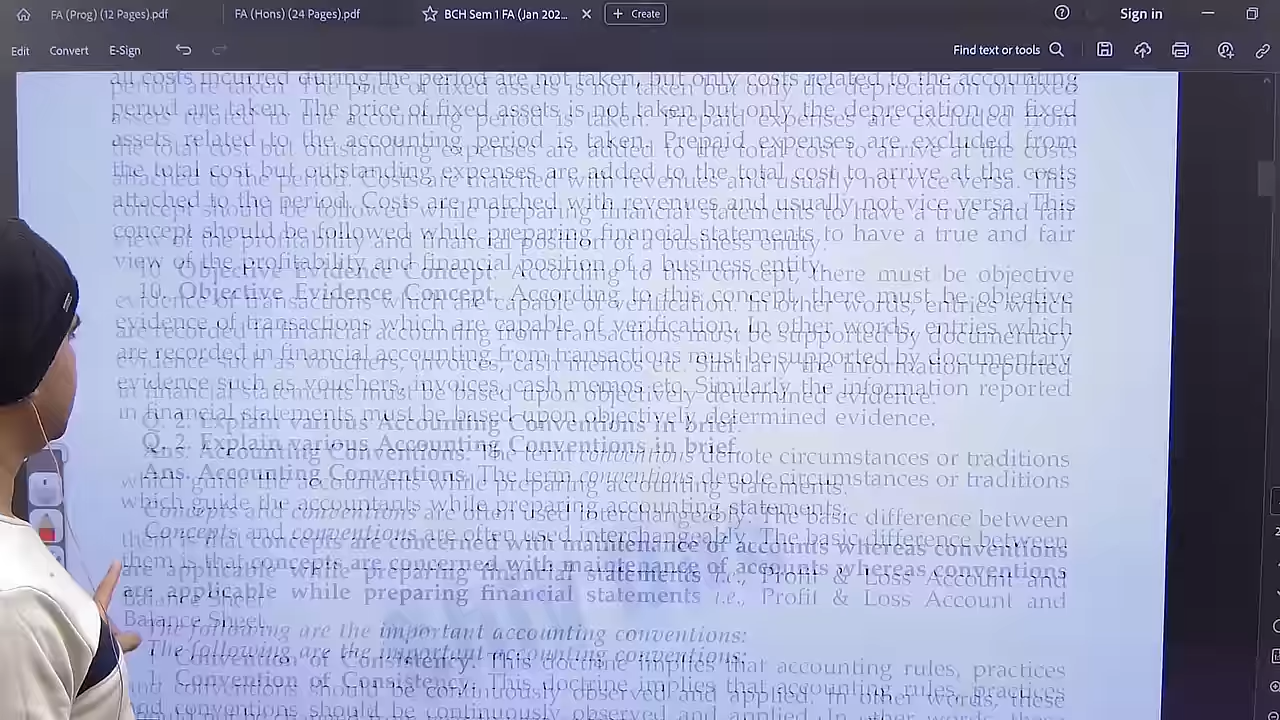 FA (Prog) (12 Pages).pdf
FA (Hons) (24 Pages).pdf
BCH Sem 1 FA (Jan 202...
Create
Sign in
Edit
Convert
E-Sign
Find text or tools
all costs incurred during the period are not taken, but only costs related to the accounting
period are taken. The price of fixed assets is not taken but only the depreciation on fixed
assets related to the accounting period is taken. Prepaid expenses are excluded from
the total cost but outstanding expenses are added to the total cost to arrive at the costs
attached to the period. Costs are matched with revenues and usually not vice versa. This
concept should be followed while preparing financial statements to have a true and fair
view of the profitability and financial position of a business entity.
10. Objective Evidence Concept. According to this concept, there must be objective
evidence of transactions which are capable of verification. In other words, entries which
are recorded in financial accounting from transactions must be supported by documentary
evidence such as vouchers, invoices, cash memos etc. Similarly the information reported
in financial statements must be based upon objectively determined evidence.
Q. 2. Explain various Accounting Conventions in brief.
Ans. Accounting Conventions. The term conventions denote circumstances or traditions
which guide the accountants while preparing accounting statements.
Concepts and conventions are often used interchangeably. The basic difference between
them is that concepts are concerned with maintenance of accounts whereas conventions
are applicable while preparing financial statements i.e., Profit & Loss Account and
Balance Sheet.
The following are the important accounting conventions:
1. Convention of Consistency. This doctrine implies that accounting rules, practices
and conventions should be continuously observed and applied. In other words, these